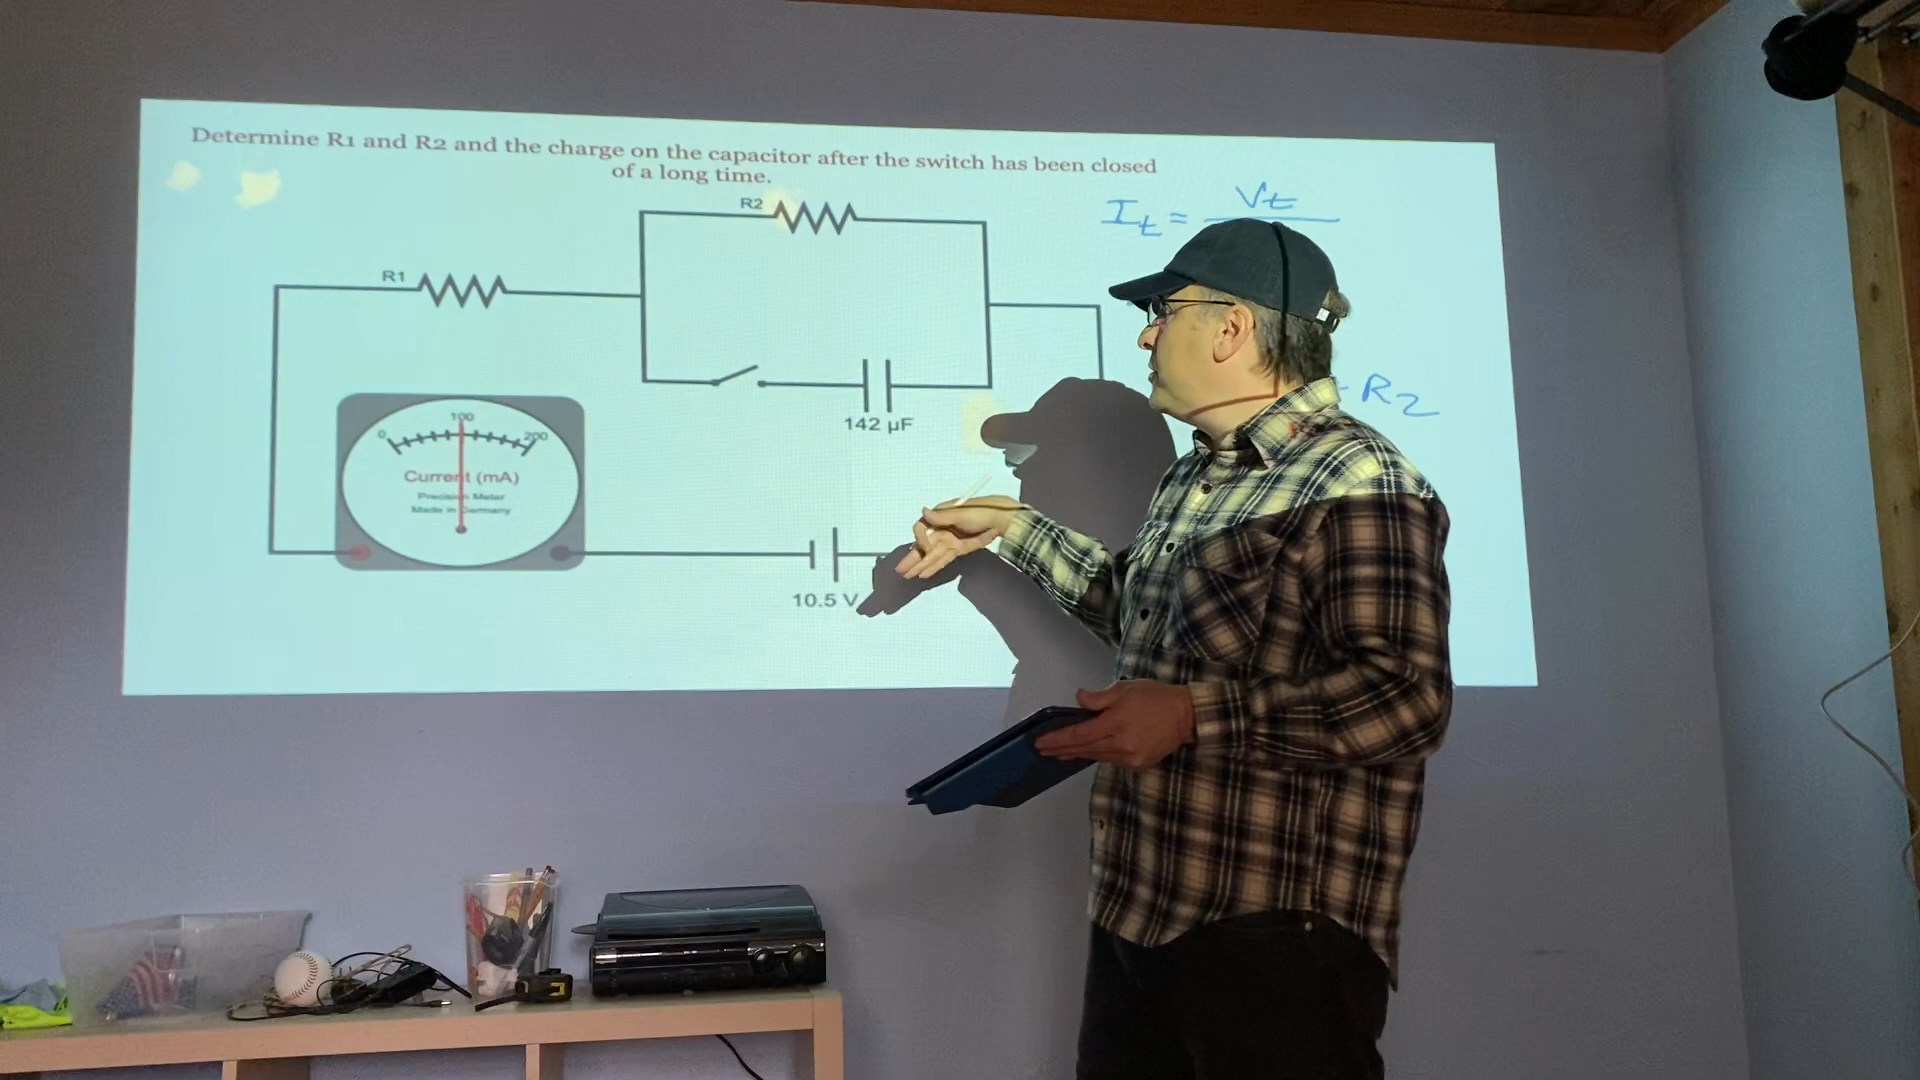 Determine R1 and R2 and the charge on the capacitor after the switch has been closed
of a long time.
R2
Vt
It =
R1
R2
142 µF
0 100 200
Current (mA)
Precision Meter
Made in Germany
10.5 V